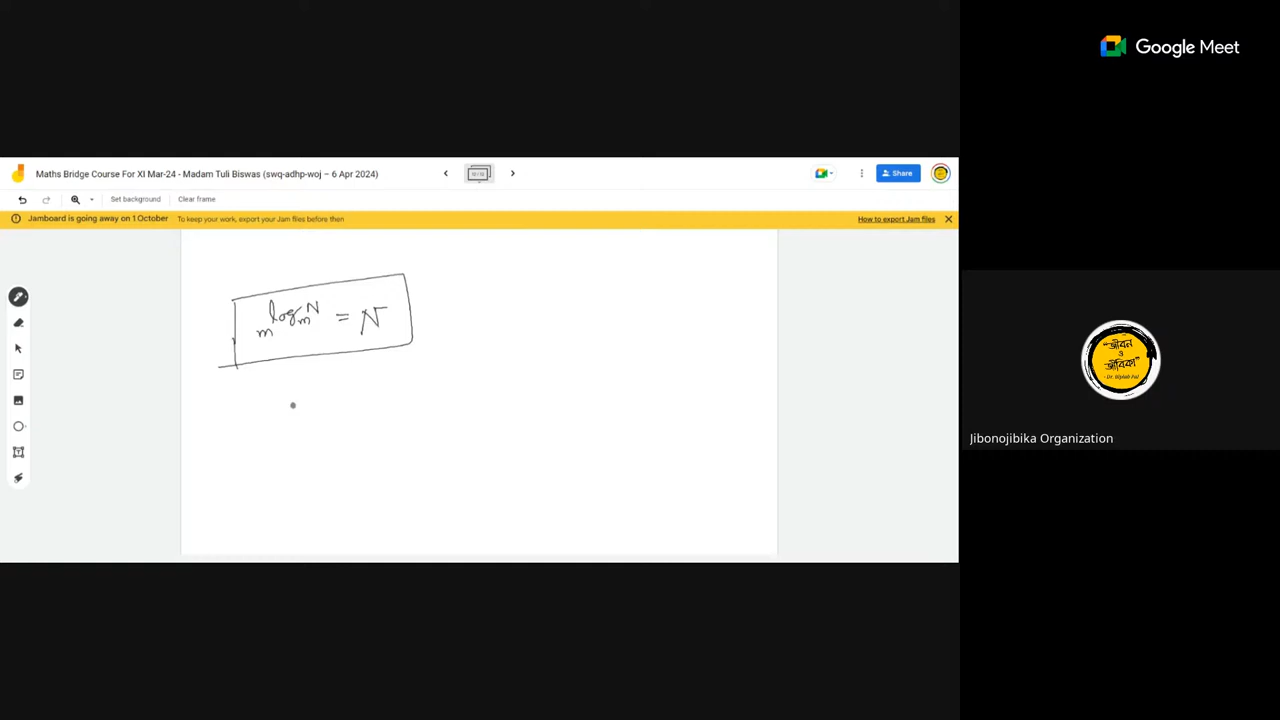 Google Meet
Maths Bridge Course For XI Mar-24 - Madam Tuli Biswas (swq-adhp-woj – 6 Apr 2024)
Share
Set background
Clear frame
Jamboard is going away on 1 October To keep your work, export your Jam files before then
How to export Jam files
m^{log_m N} = N
"জীবন
ও
জীবিকা"
Jibonojibika Organization